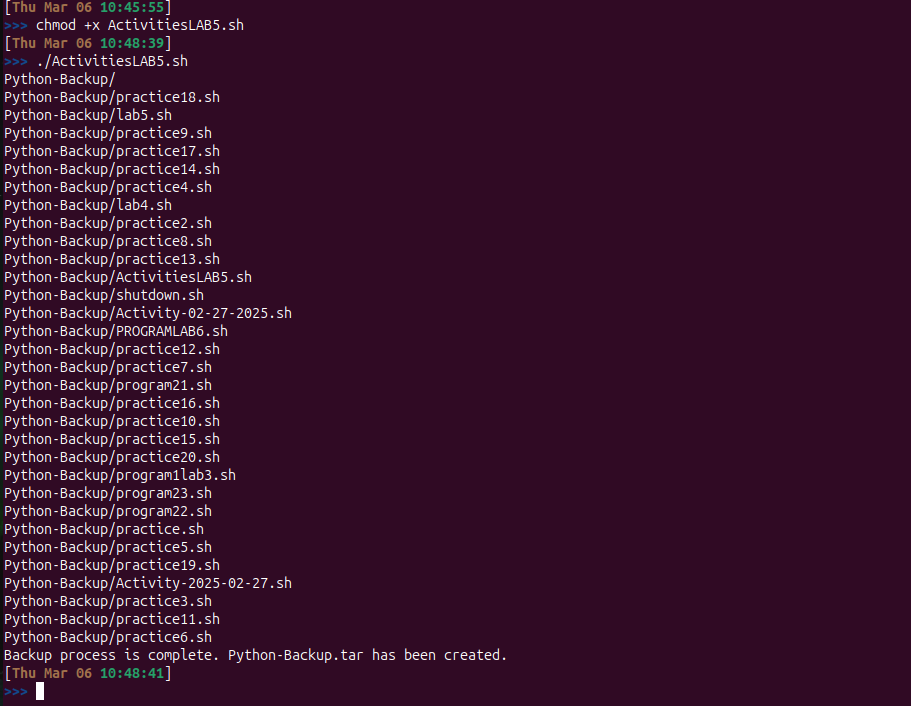 [Thu Mar 06 10:45:55]
>>> chmod +x ActivitiesLAB5.sh
[Thu Mar 06 10:48:39]
>>> ./ActivitiesLAB5.sh
Python-Backup/
Python-Backup/practice18.sh
Python-Backup/lab5.sh
Python-Backup/practice9.sh
Python-Backup/practice17.sh
Python-Backup/practice14.sh
Python-Backup/practice4.sh
Python-Backup/lab4.sh
Python-Backup/practice2.sh
Python-Backup/practice8.sh
Python-Backup/practice13.sh
Python-Backup/ActivitiesLAB5.sh
Python-Backup/shutdown.sh
Python-Backup/Activity-02-27-2025.sh
Python-Backup/PROGRAMLAB6.sh
Python-Backup/practice12.sh
Python-Backup/practice7.sh
Python-Backup/program21.sh
Python-Backup/practice16.sh
Python-Backup/practice10.sh
Python-Backup/practice15.sh
Python-Backup/practice20.sh
Python-Backup/program1lab3.sh
Python-Backup/program23.sh
Python-Backup/program22.sh
Python-Backup/practice.sh
Python-Backup/practice5.sh
Python-Backup/practice19.sh
Python-Backup/Activity-2025-02-27.sh
Python-Backup/practice3.sh
Python-Backup/practice11.sh
Python-Backup/practice6.sh
Backup process is complete. Python-Backup.tar has been created.
[Thu Mar 06 10:48:41]
>>>